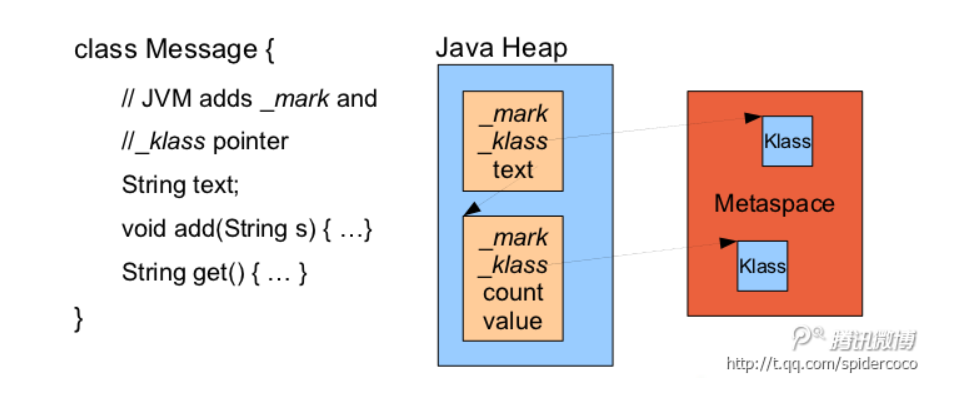 class Message {
// JVM adds _mark and
//_klass pointer
String text;
void add(String s) { …}
String get() { … }
}
Java Heap
_mark
_klass
text
_mark
_klass
count
value
Klass
Metaspace
Klass
腾讯微博
http://t.qq.com/spidercoco